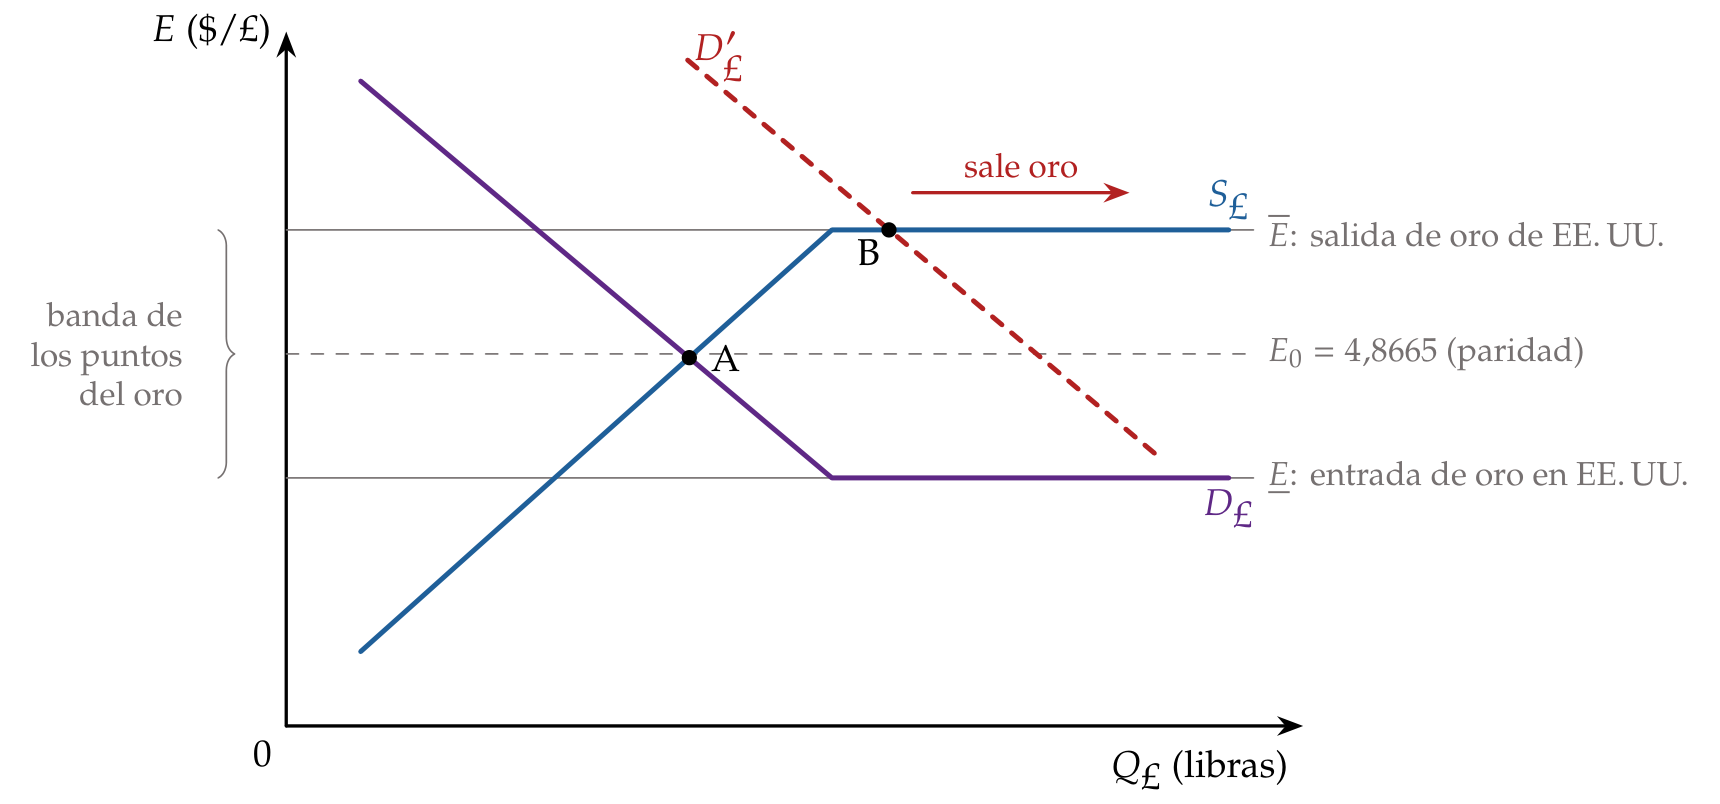 E ($/£)
D′£
sale oro
S£
E̅: salida de oro de EE. UU.
B
banda de
los puntos
del oro
A
E₀ = 4,8665 (paridad)
E̲: entrada de oro en EE. UU.
D£
0
Q£ (libras)